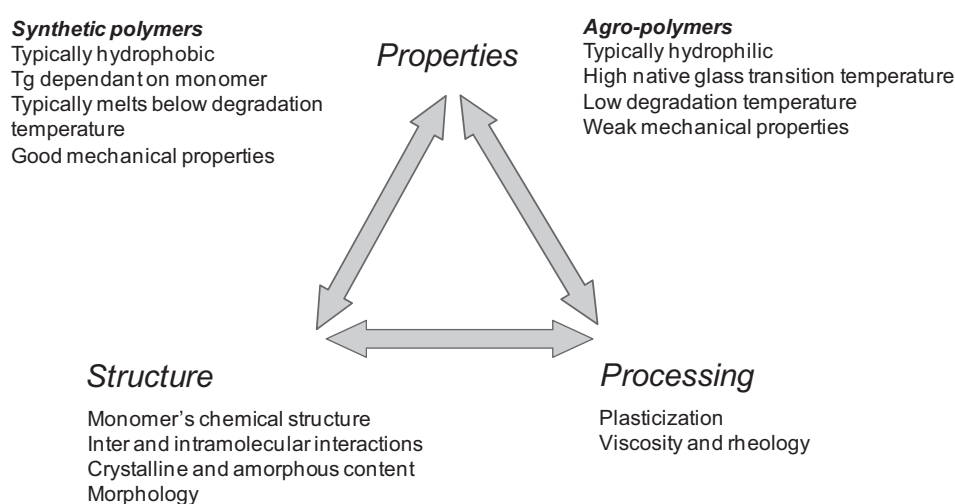 Synthetic polymers
Typically hydrophobic
Tg dependant on monomer
Typically melts below degradation
temperature
Good mechanical properties
Properties
Agro-polymers
Typically hydrophilic
High native glass transition temperature
Low degradation temperature
Weak mechanical properties
Structure
Monomer's chemical structure
Inter and intramolecular interactions
Crystalline and amorphous content
Morphology
Processing
Plasticization
Viscosity and rheology